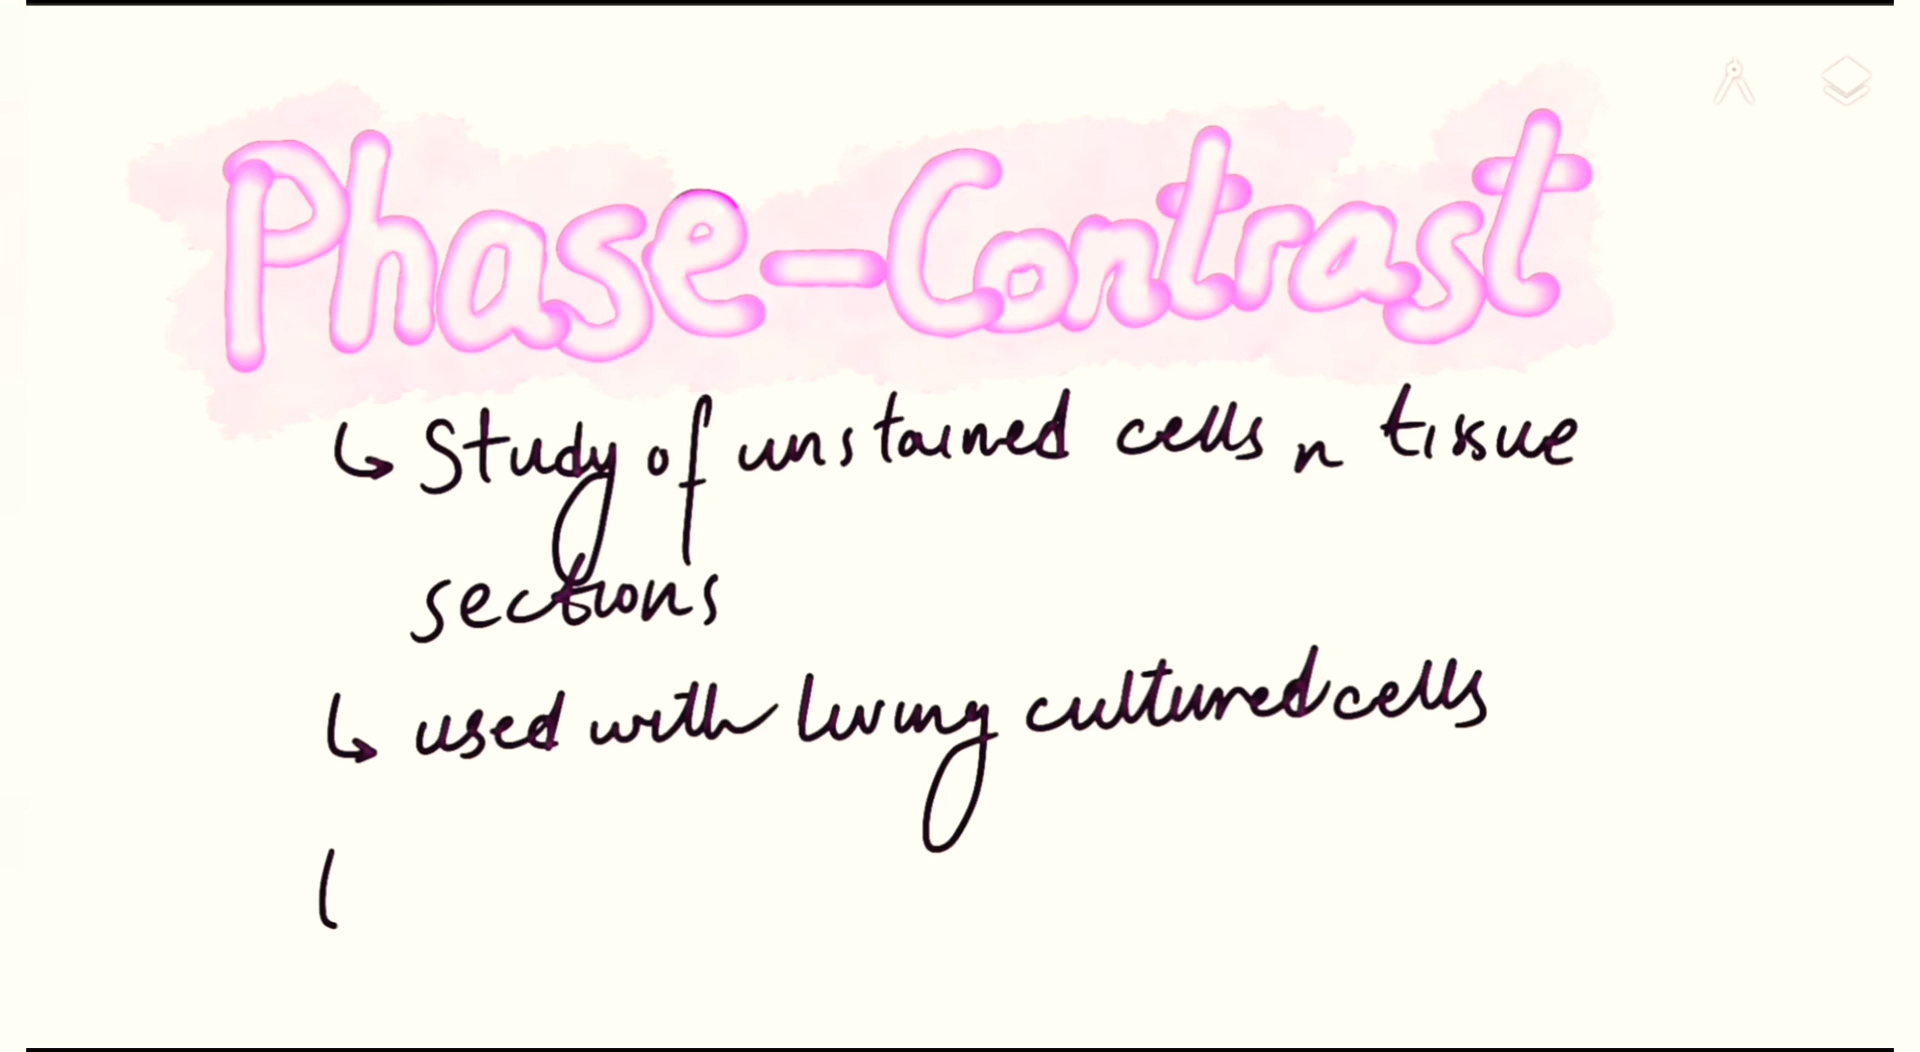 Phase-Contrast
↳ Study of unstained cells n tissue
sections
↳ used with living cultured cells